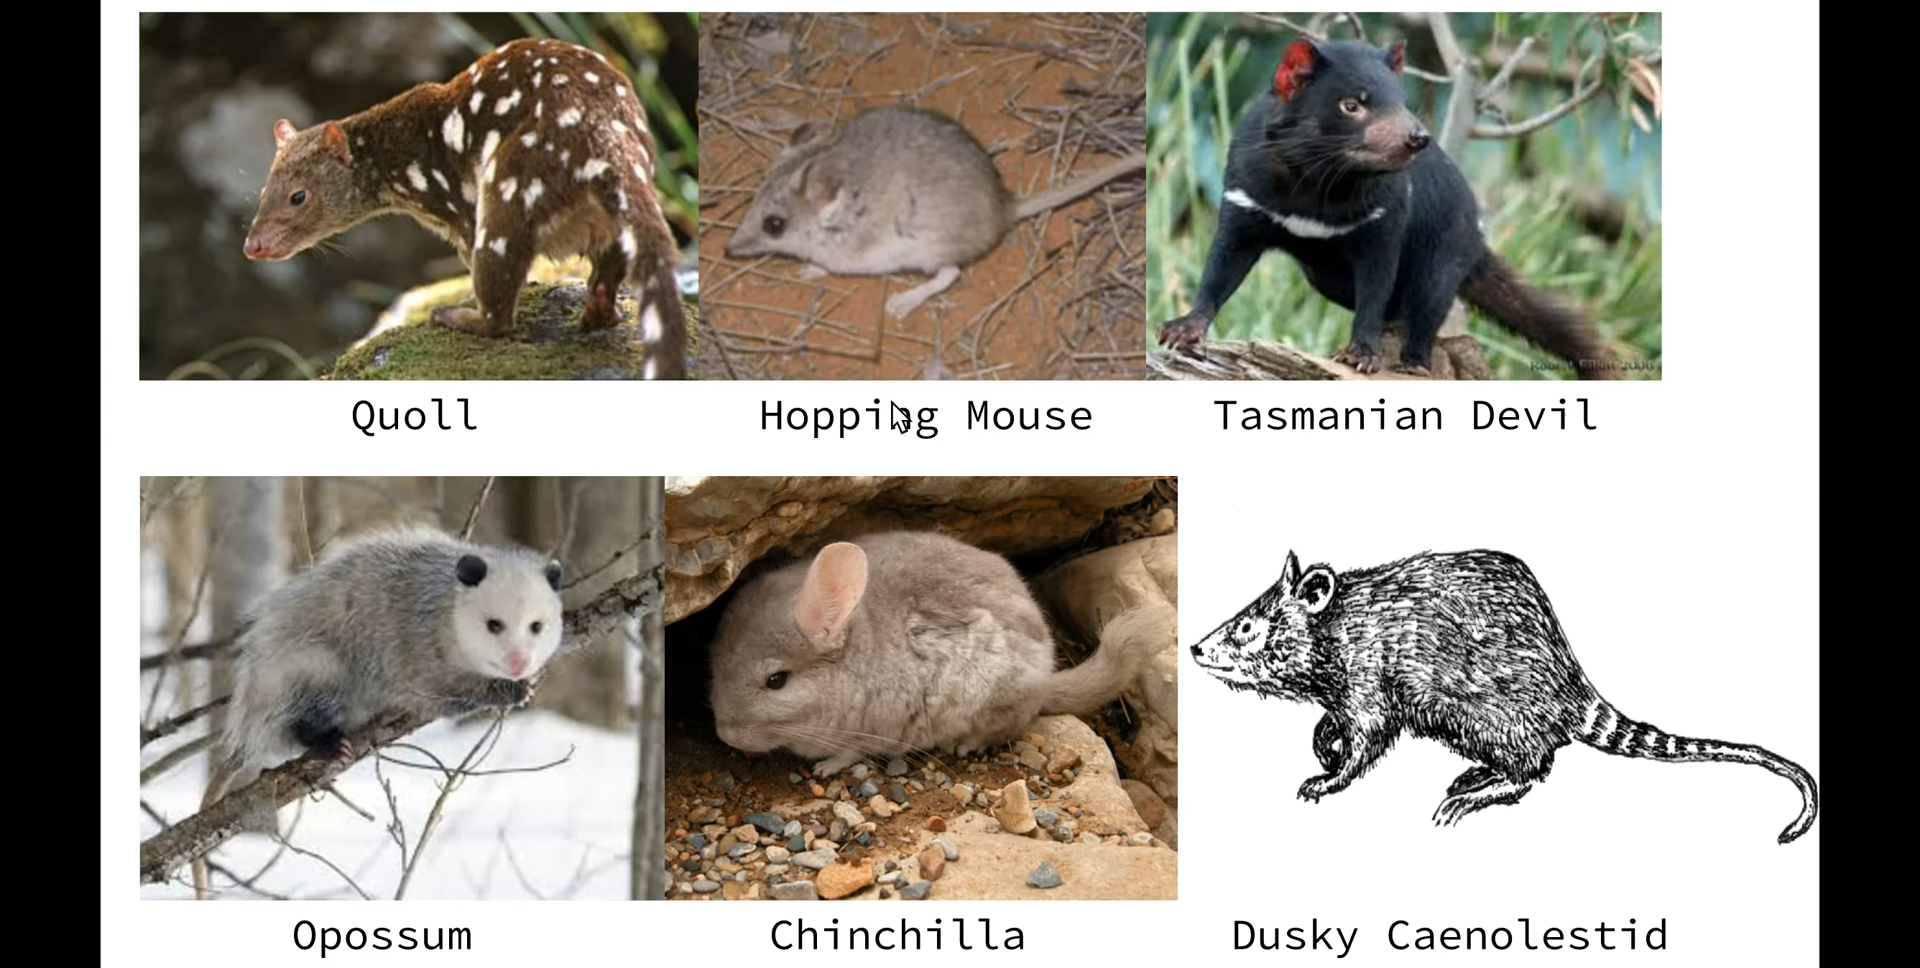 Quoll
Hopping Mouse
Tasmanian Devil
Opossum
Chinchilla
Dusky Caenolestid